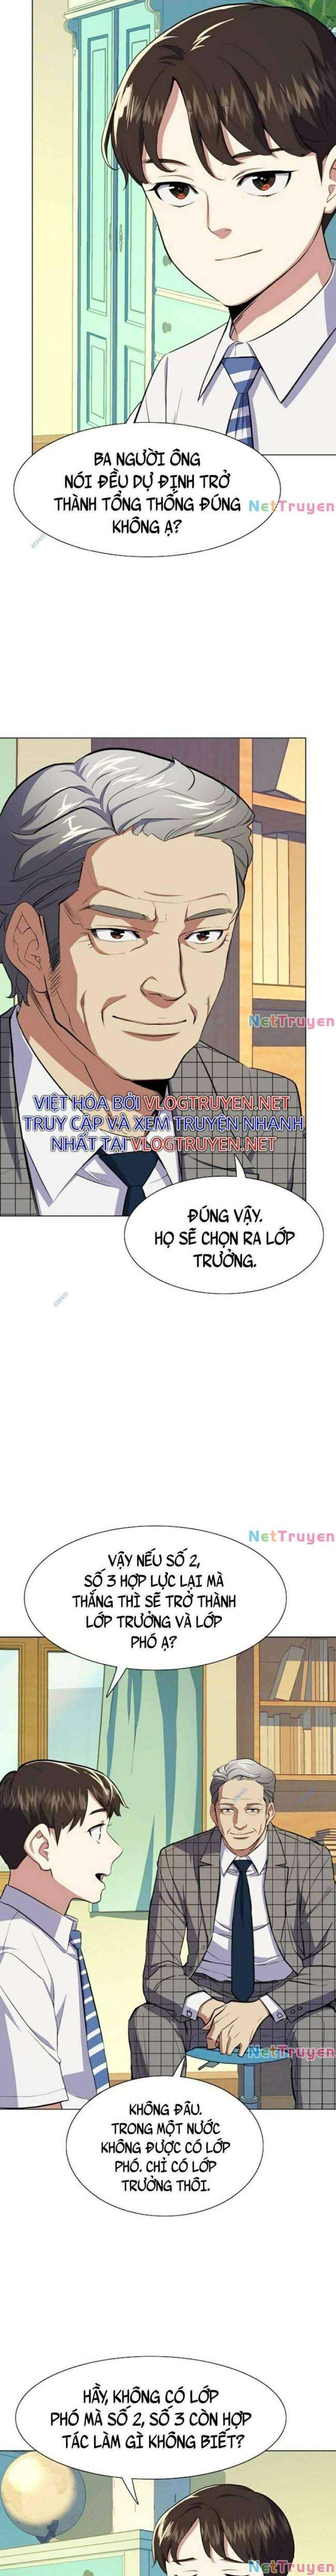 BA NGƯỜI ÔNG
NÓI ĐỀU DỰ ĐỊNH TRỞ
THÀNH TỔNG THỐNG ĐÚNG
KHÔNG Ạ?
NetTruyen
NetTruyen
VIỆT HÓA BỞI VLOGTRUYEN.NET
TRUY CẬP VÀ XEM TRUYỆN NHANH
NHẤT TẠI VLOGTRUYEN.NET
ĐÚNG VẬY.
HỌ SẼ CHỌN RA LỚP
TRƯỞNG.
NetTruyen
VẬY NẾU SỐ 2,
SỐ 3 HỢP LỰC LẠI MÀ
THẮNG THÌ SẼ TRỞ THÀNH
LỚP TRƯỞNG VÀ LỚP
PHÓ Ạ?
NetTruyen
KHÔNG ĐÂU.
TRONG MỘT NƯỚC
KHÔNG ĐƯỢC CÓ LỚP
PHÓ. CHỈ CÓ LỚP
TRƯỞNG THÔI.
HẦY, KHÔNG CÓ LỚP
PHÓ MÀ SỐ 2, SỐ 3 CÒN HỢP
TÁC LÀM GÌ KHÔNG BIẾT?
NetTruyen